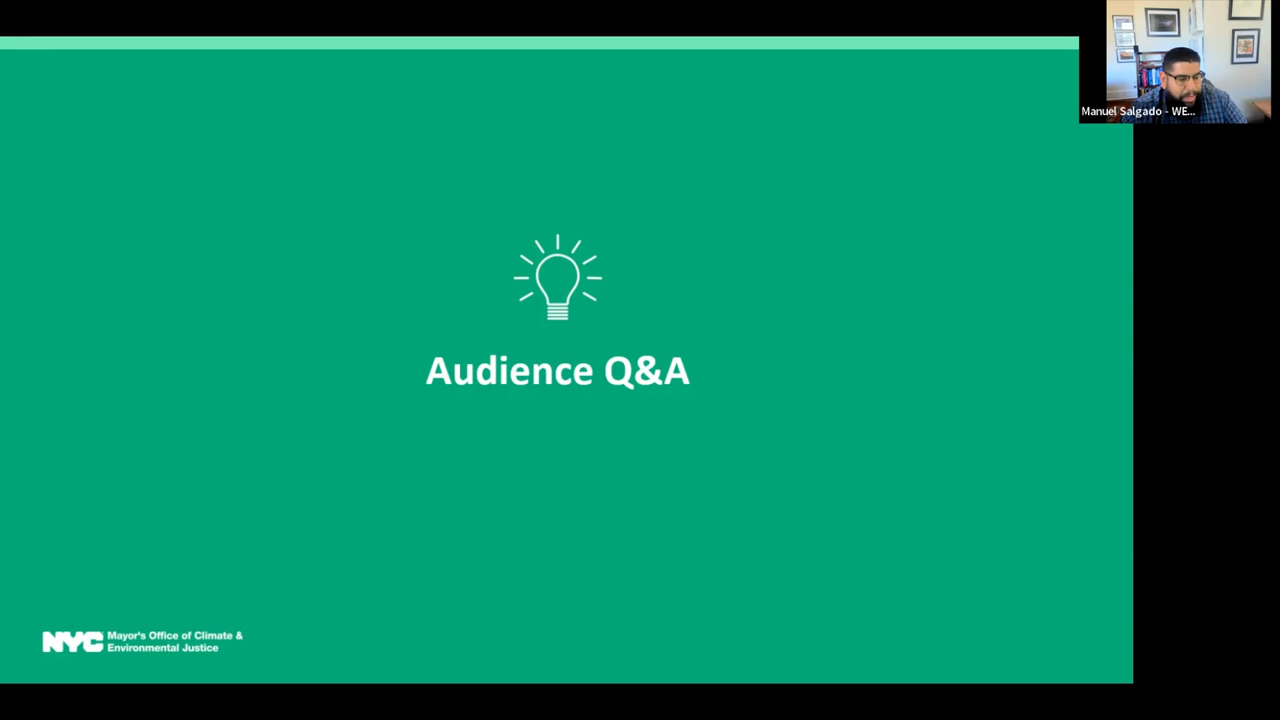 Manuel Salgado - WE...
Audience Q&A
NYC Mayor's Office of Climate &
Environmental Justice